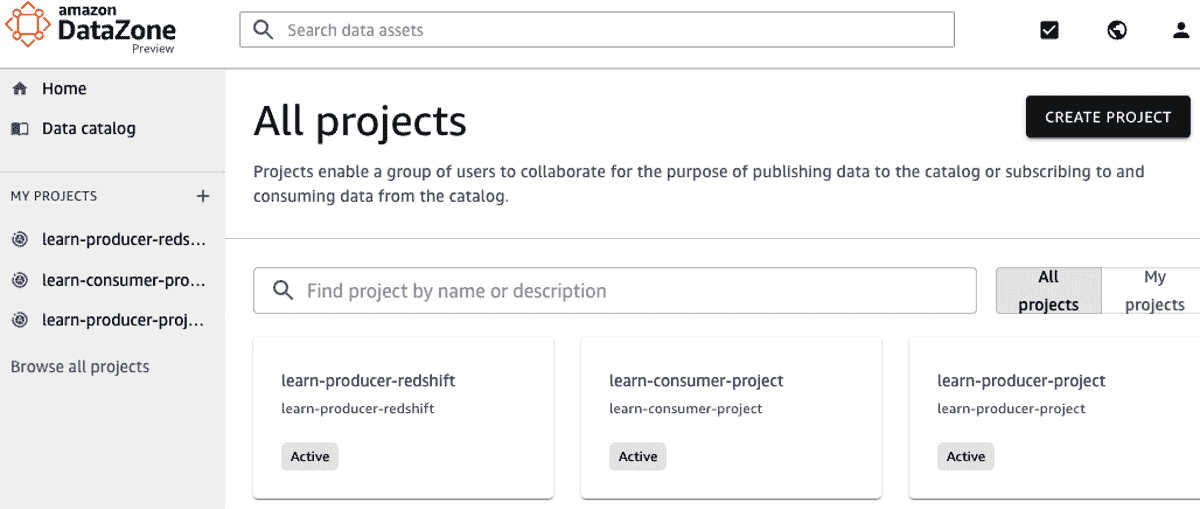 amazon
DataZone
Preview
Search data assets
Home
Data catalog
MY PROJECTS
learn-producer-reds...
learn-consumer-pro...
learn-producer-proj...
Browse all projects
All projects
CREATE PROJECT
Projects enable a group of users to collaborate for the purpose of publishing data to the catalog or subscribing to and
consuming data from the catalog.
Find project by name or description
All
projects
My
projects
learn-producer-redshift
learn-producer-redshift
Active
learn-consumer-project
learn-consumer-project
Active
learn-producer-project
learn-producer-project
Active